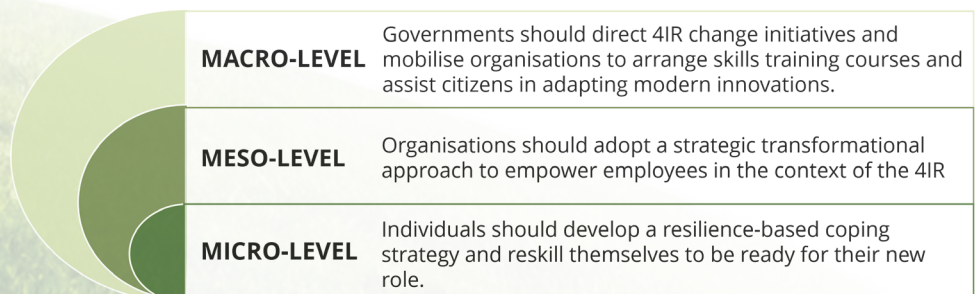 MACRO-LEVEL
Governments should direct 4IR change initiatives and
mobilise organisations to arrange skills training courses and
assist citizens in adapting modern innovations.
MESO-LEVEL
Organisations should adopt a strategic transformational
approach to empower employees in the context of the 4IR
MICRO-LEVEL
Individuals should develop a resilience-based coping
strategy and reskill themselves to be ready for their new
role.